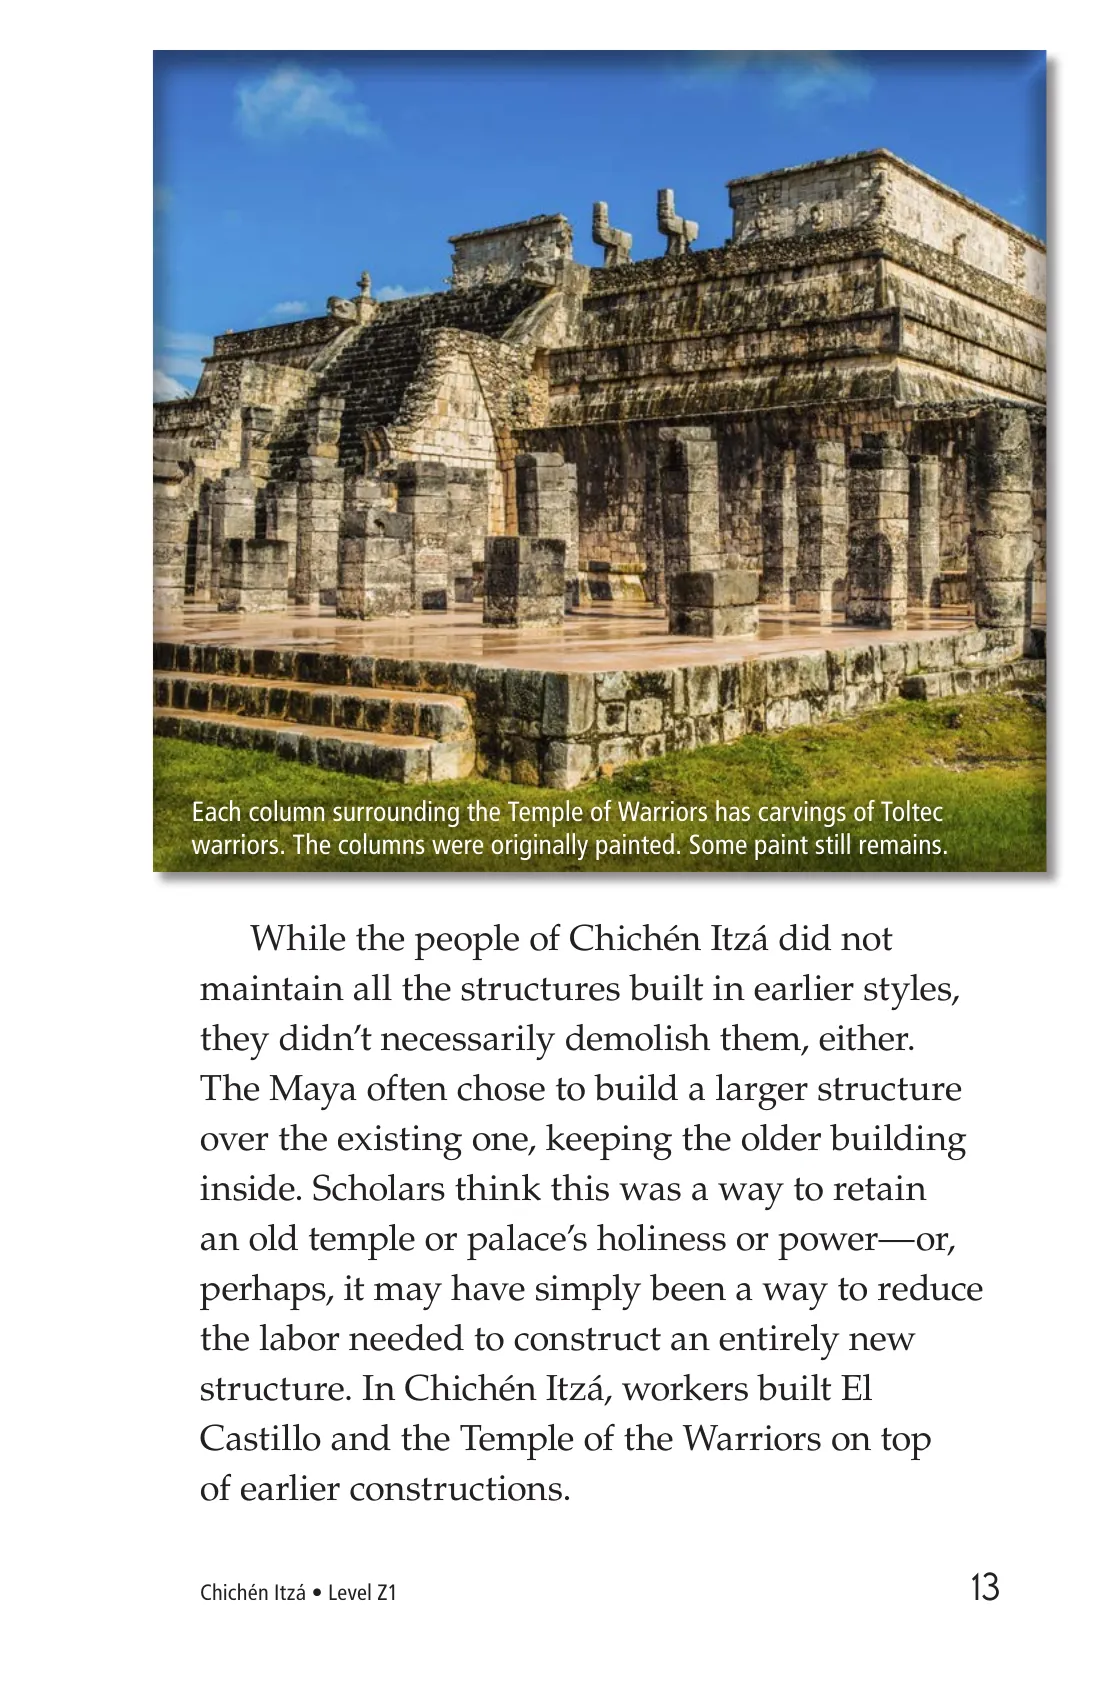 Each column surrounding the Temple of Warriors has carvings of Toltec
warriors. The columns were originally painted. Some paint still remains.
While the people of Chichén Itzá did not
maintain all the structures built in earlier styles,
they didn’t necessarily demolish them, either.
The Maya often chose to build a larger structure
over the existing one, keeping the older building
inside. Scholars think this was a way to retain
an old temple or palace’s holiness or power—or,
perhaps, it may have simply been a way to reduce
the labor needed to construct an entirely new
structure. In Chichén Itzá, workers built El
Castillo and the Temple of the Warriors on top
of earlier constructions.
Chichén Itzá • Level Z1
13